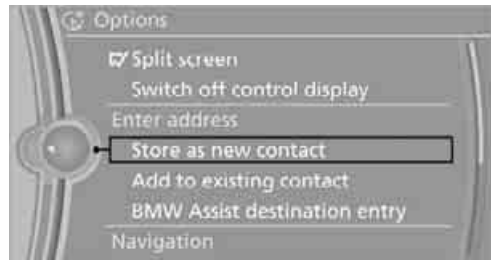 Options
Split screen
Switch off control display
Enter address
Store as new contact
Add to existing contact
BMW Assist destination entry
Navigation